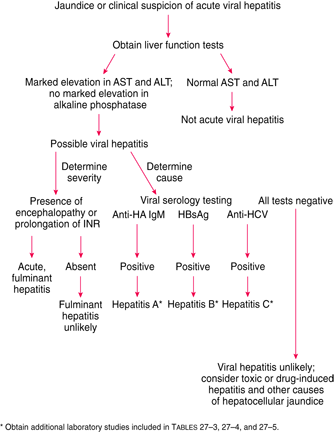 Jaundice or clinical suspicion of acute viral hepatitis
Obtain liver function tests
Marked elevation in AST and ALT;
no marked elevation in
alkaline phosphatase
Normal AST and ALT
Not acute viral hepatitis
Possible viral hepatitis
Determine
severity
Determine
cause
Presence of
encephalopathy or
prolongation of INR
Viral serology testing
Anti-HA IgM
HBsAg
Anti-HCV
All tests negative
Acute,
fulminant
hepatitis
Absent
Fulminant
hepatitis
unlikely
Positive
Positive
Positive
Hepatitis A*
Hepatitis B*
Hepatitis C*
Viral hepatitis unlikely;
consider toxic or drug-induced
hepatitis and other causes
of hepatocellular jaundice
* Obtain additional laboratory studies included in TABLES 27–3, 27–4, and 27–5.